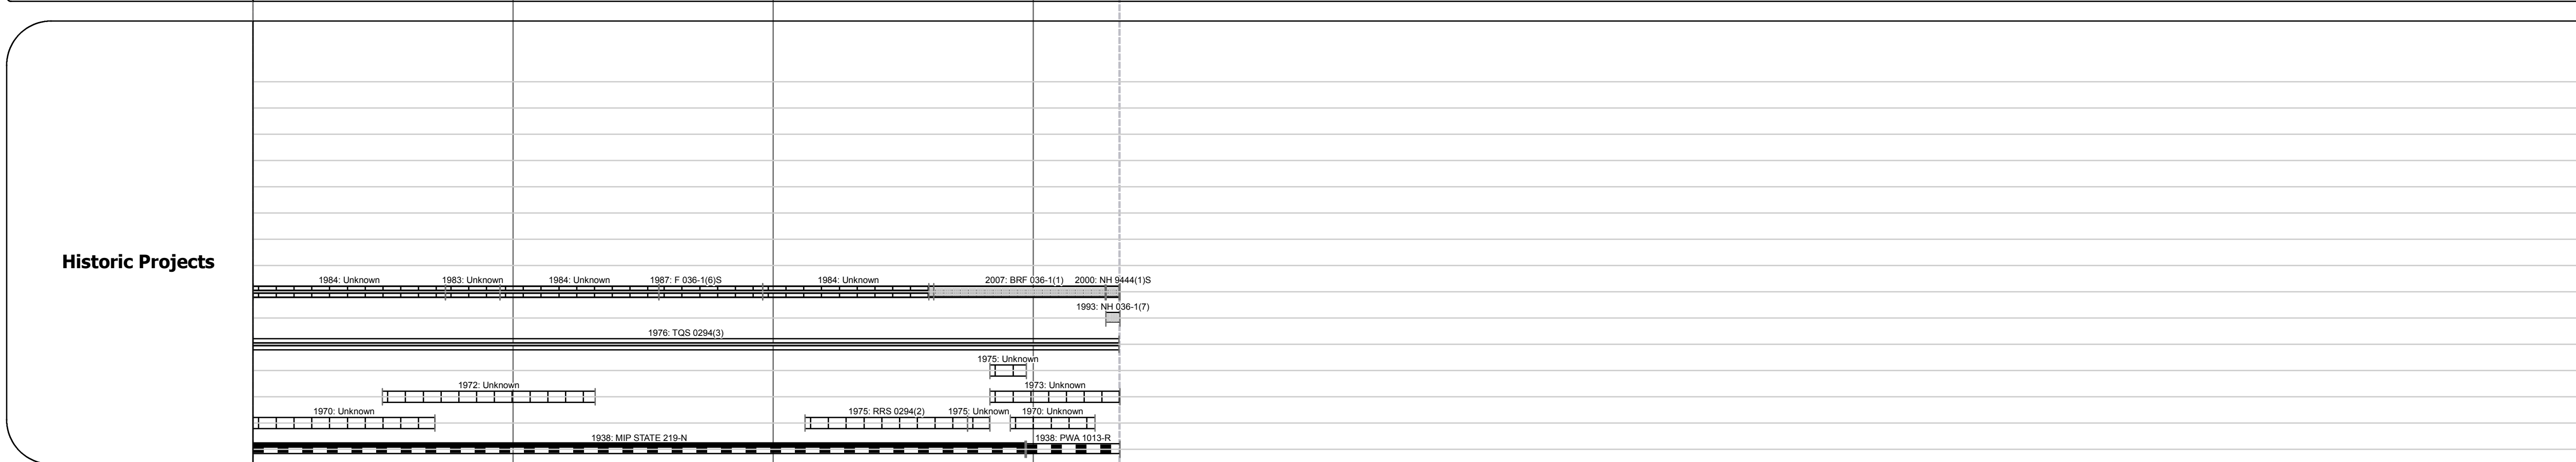 Historic Projects
1984: Unknown 1983: Unknown 1984: Unknown 1987: F 036-1(6)S 1984: Unknown 2007: BRF 036-1(1) 2000: NH 9444(1)S
1993: NH 036-1(7)
1976: TQS 0294(3)
1975: Unknown
1972: Unknown 1973: Unknown
1970: Unknown 1975: RRS 0294(2) 1975: Unknown 1970: Unknown
1938: MIP STATE 219-N 1938: PWA 1013-R